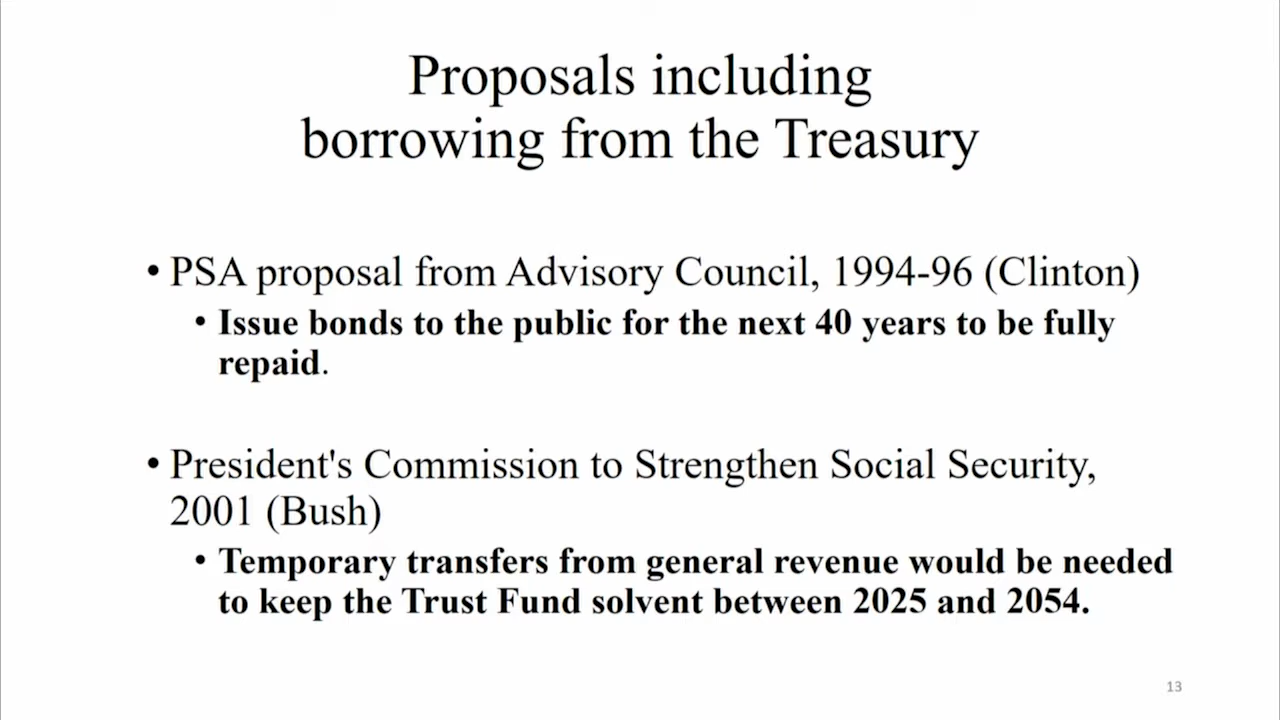 Proposals including
borrowing from the Treasury
• PSA proposal from Advisory Council, 1994-96 (Clinton)
• Issue bonds to the public for the next 40 years to be fully
repaid.
• President's Commission to Strengthen Social Security,
2001 (Bush)
• Temporary transfers from general revenue would be needed
to keep the Trust Fund solvent between 2025 and 2054.
13